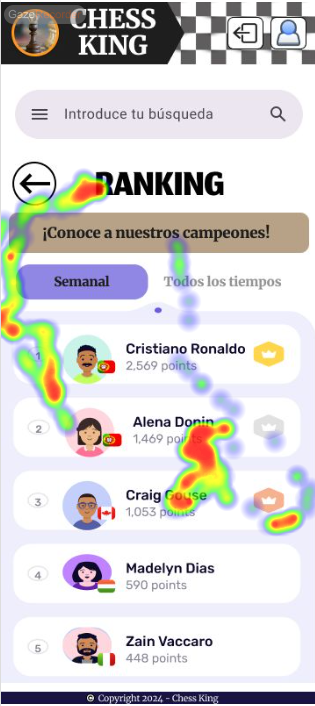 CHESS
KING
Introduce tu búsqueda
RANKING
¡Conoce a nuestros campeones!
Semanal
Todos los tiempos
1
Cristiano Ronaldo
2,569 points
2
Alena Donin
1,469 points
3
Craig Gouse
1,053 points
4
Madelyn Dias
590 points
5
Zain Vaccaro
448 points
© Copyright 2024 - Chess King